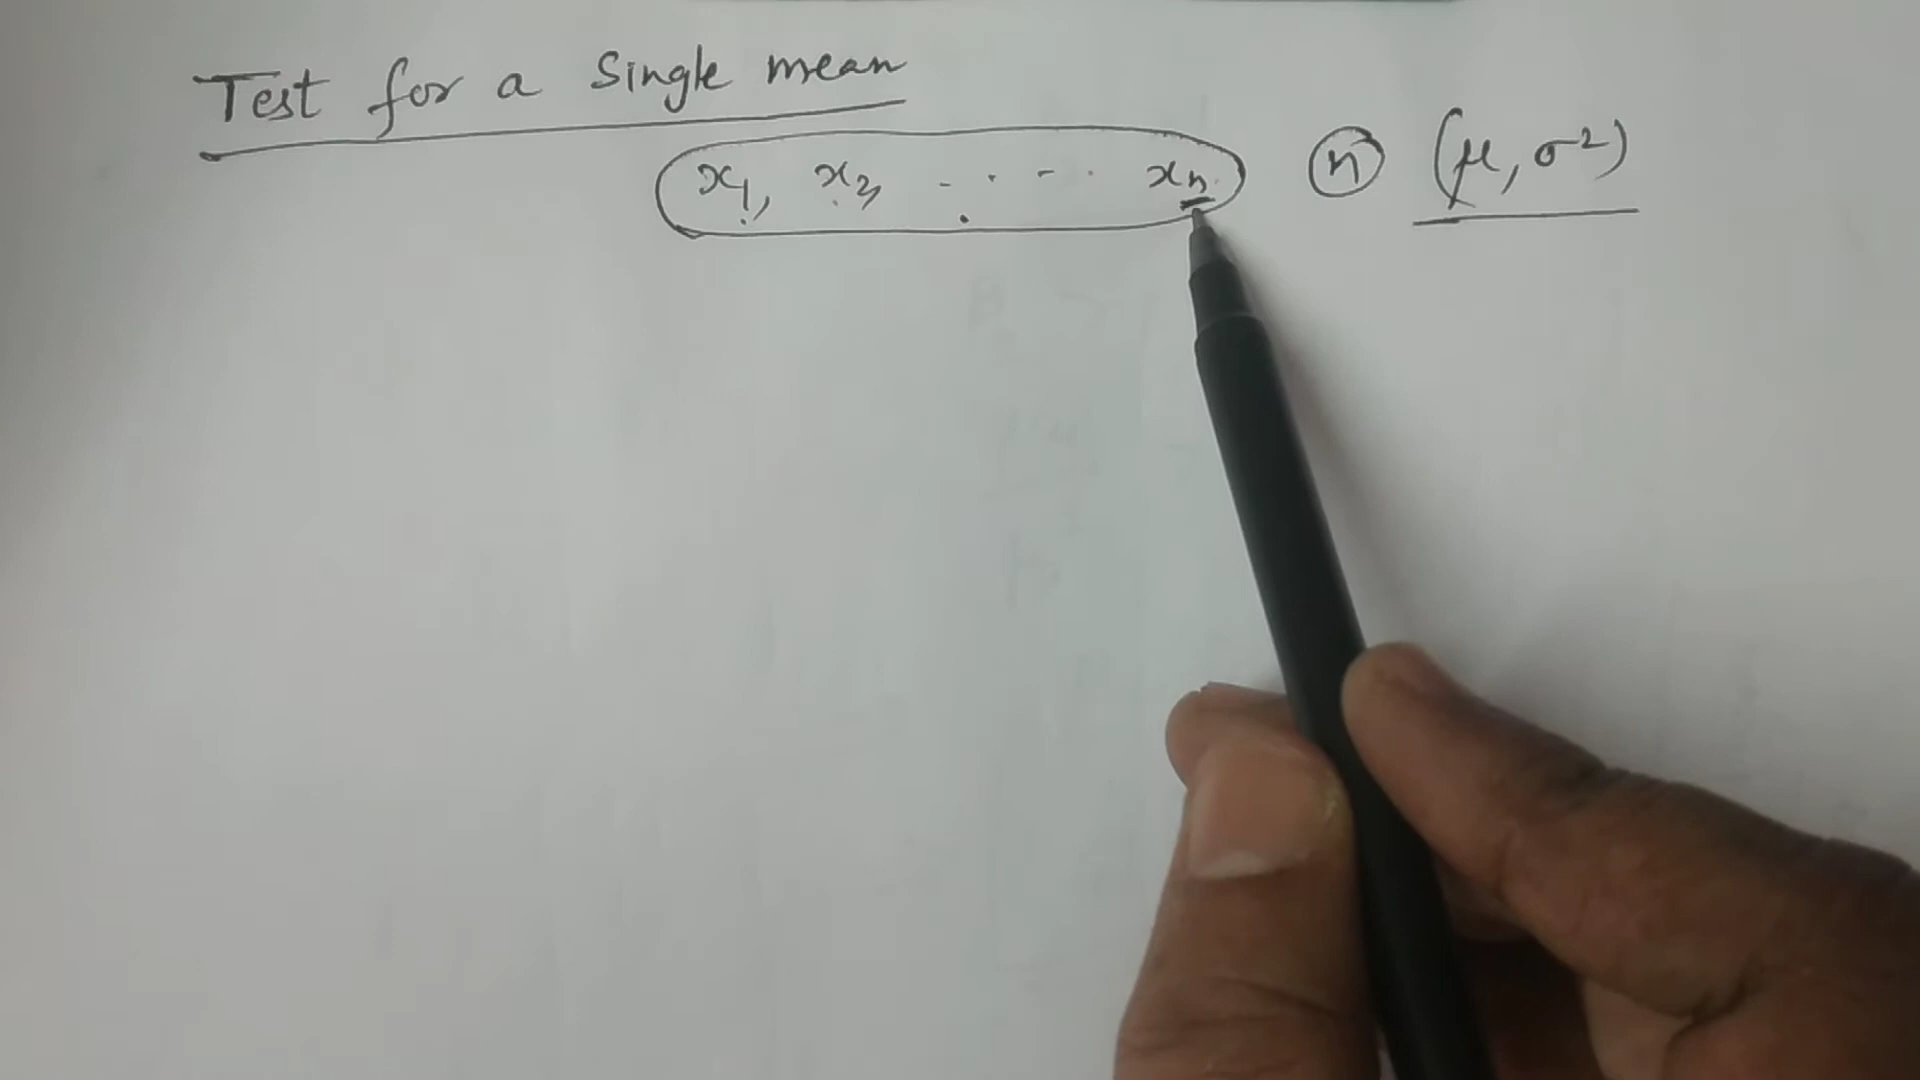 Test for a Single mean
x₁, x₂, - . - . xₙ (n) (μ, σ²)